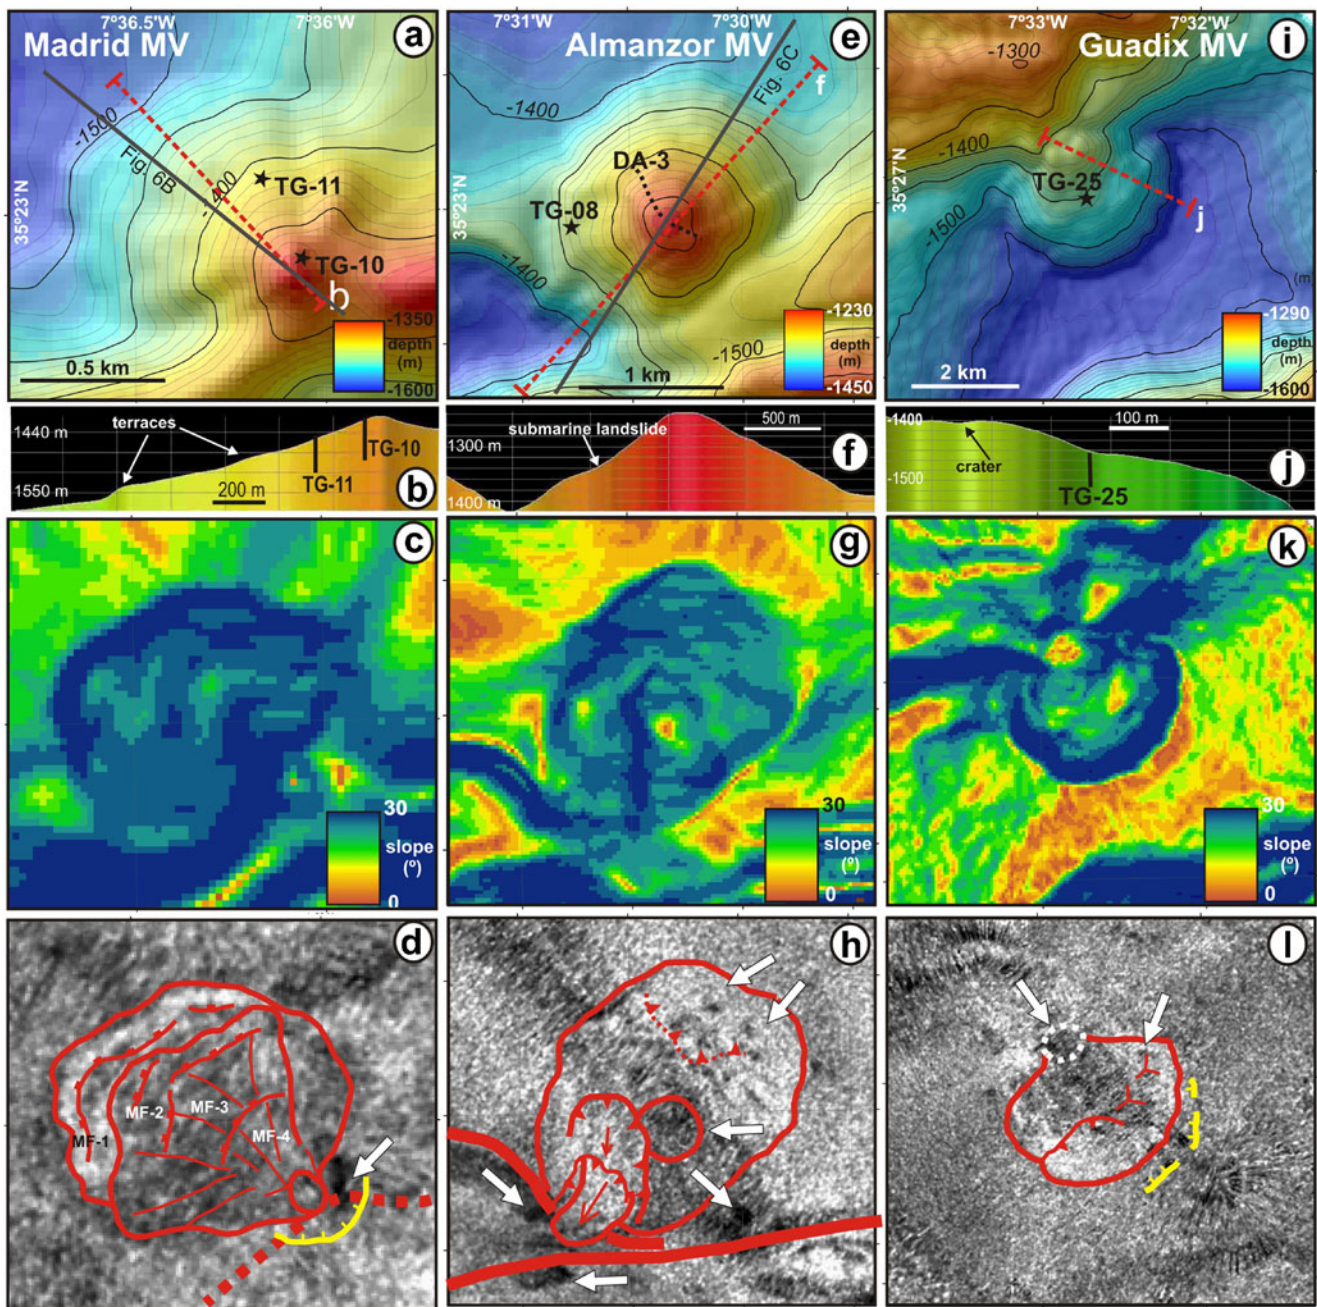 7°36.5'W
7°36'W
Madrid MV
a
-1500
Fig. 6B
-1400
TG-11
TG-10
35°23'N
b
-1350
depth
(m)
-1600
0.5 km
7°31'W
7°30'W
Almanzor MV
e
Fig. 6C
f
-1400
DA-3
TG-08
35°23'N
-1400
-1500
1 km
-1230
depth
(m)
-1450
7°33'W
7°32'W
Guadix MV
i
-1300
-1400
35°27'N
TG-25
-1500
j
(m)
2 km
-1290
depth
(m)
-1600
1440 m
terraces
TG-10
TG-11
200 m
1550 m
b
submarine landslide
500 m
1300 m
1400 m
f
-1400
100 m
crater
-1500
TG-25
j
c
30
slope
(º)
0
g
30
slope
(º)
0
k
30
slope
(º)
0
d
MF-1
MF-2
MF-3
MF-4
h
l